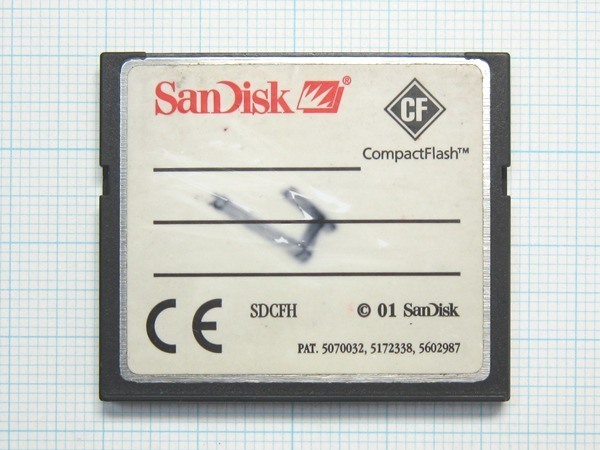 SanDisk®
CF
CompactFlash™
CE
SDCFH
© 01 SanDisk
PAT. 5070032, 5172338, 5602987